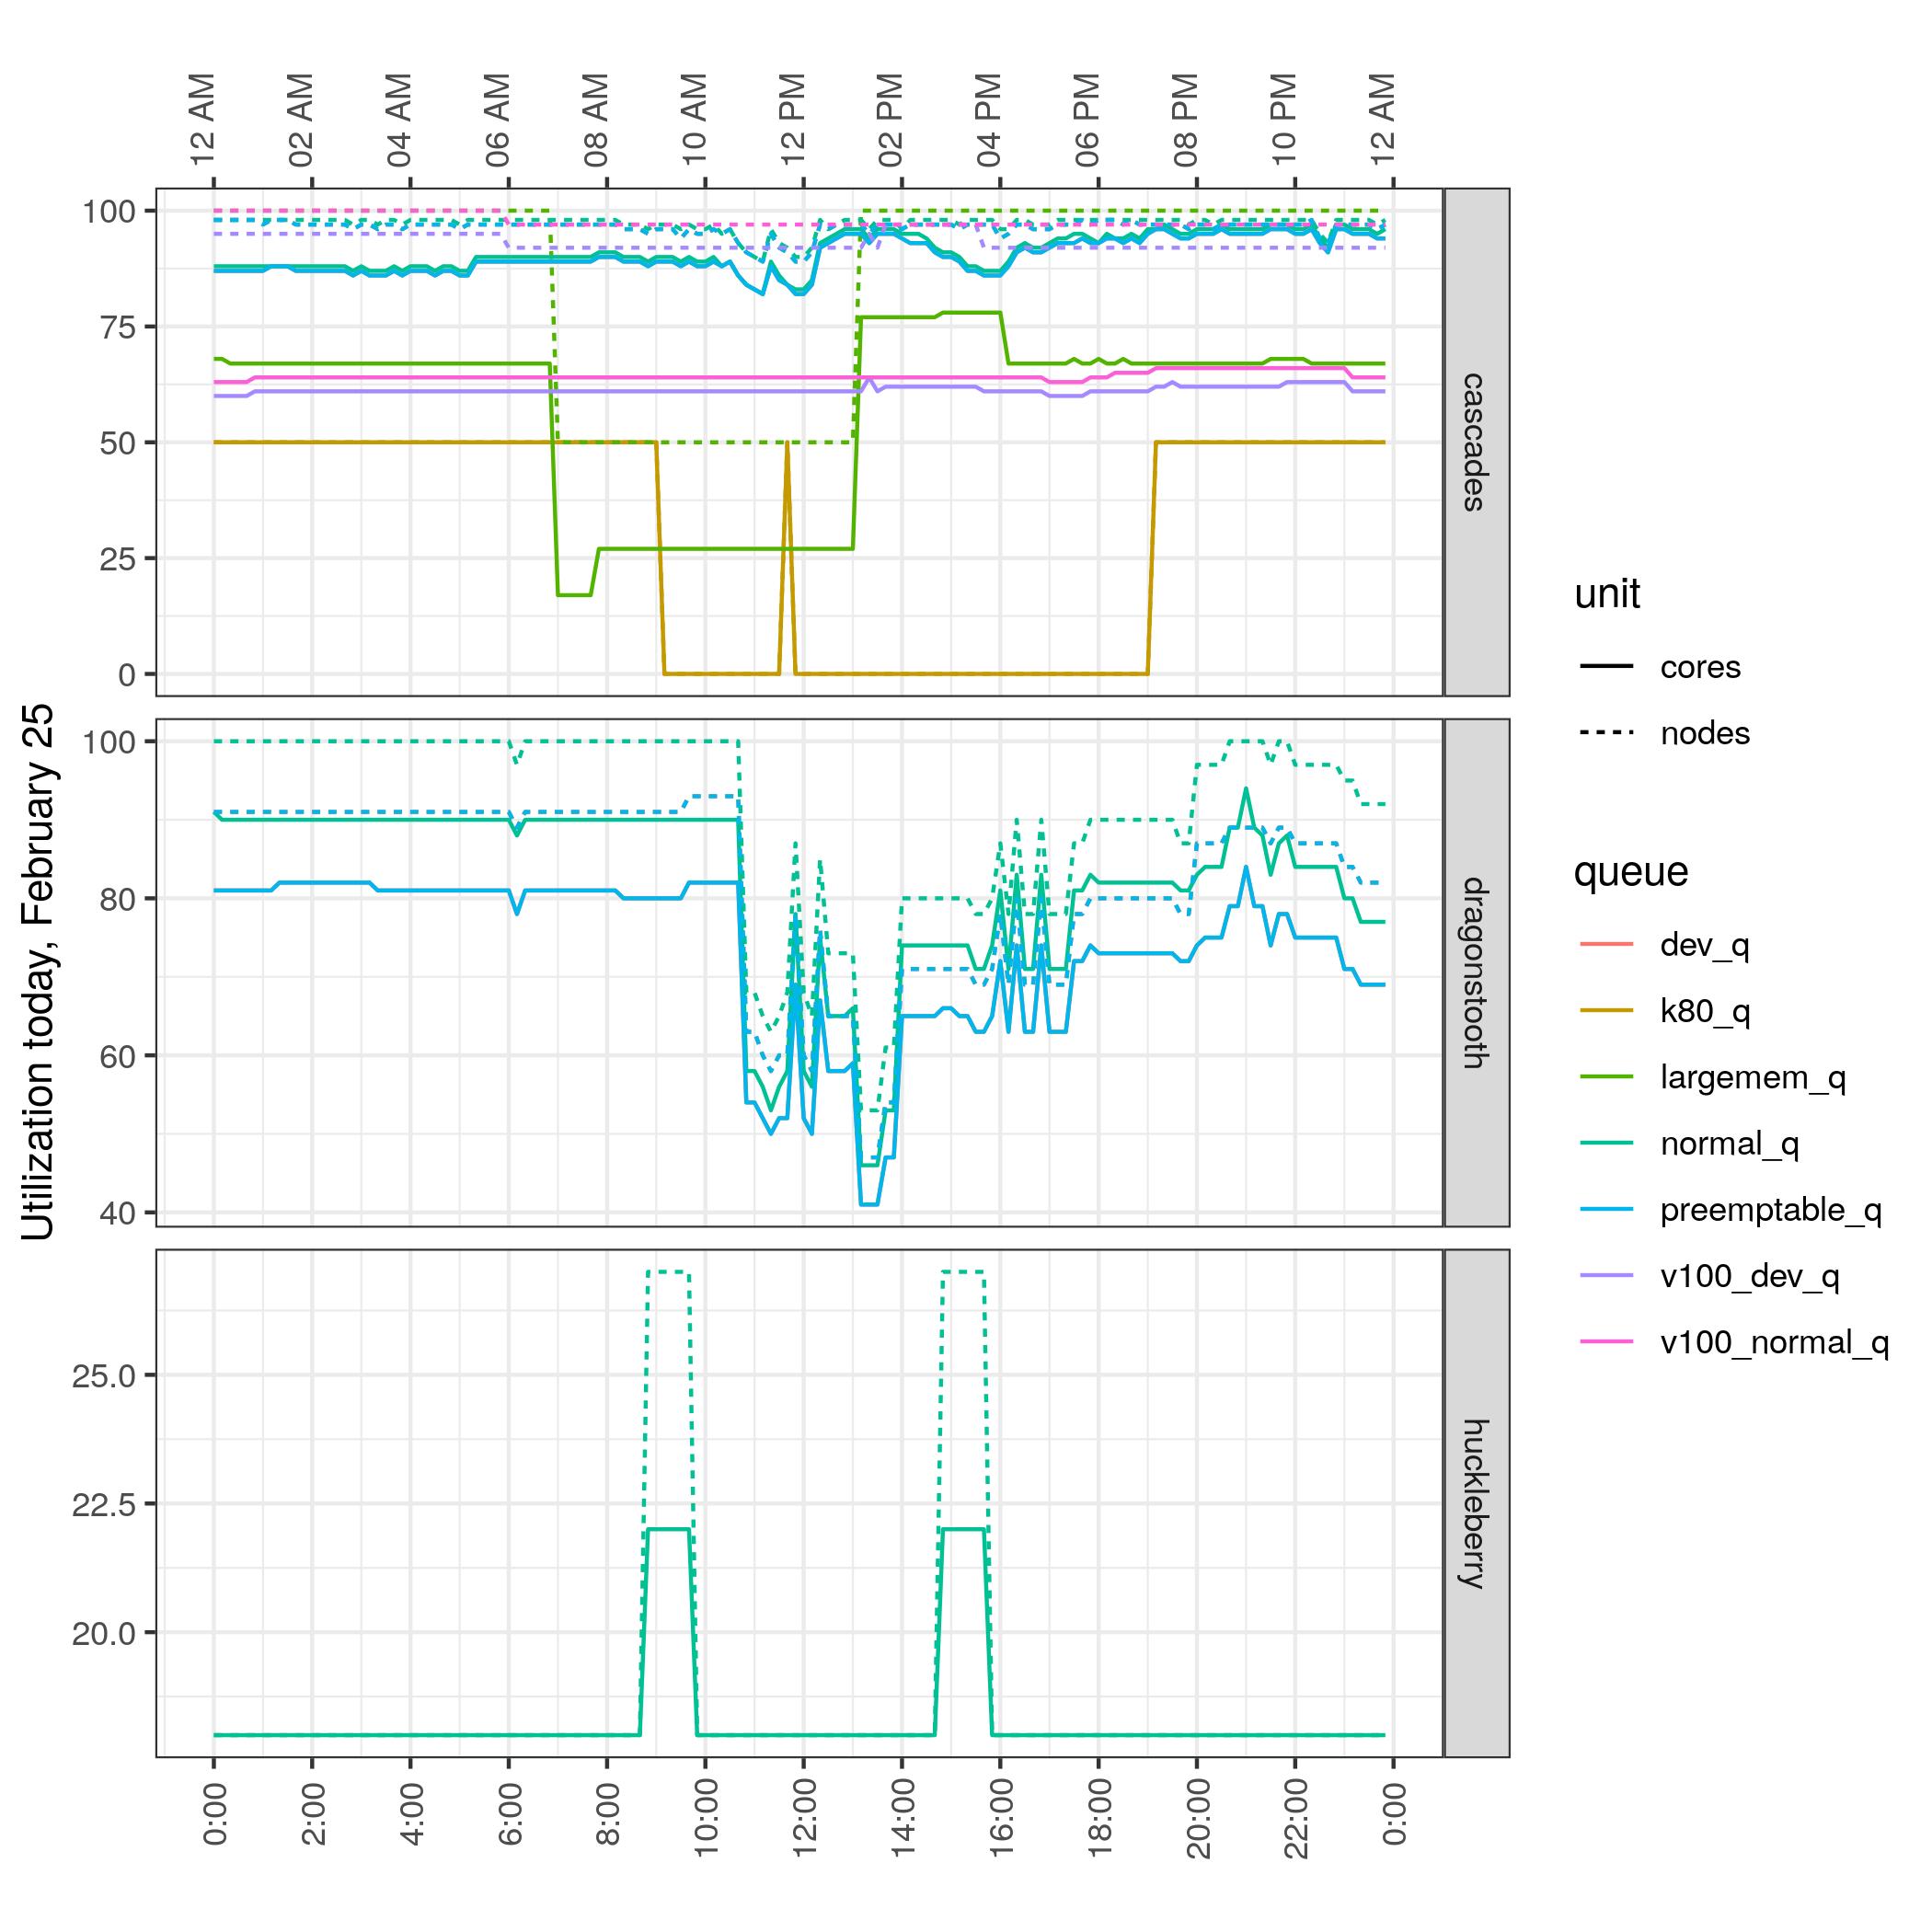 12 AM
02 AM
04 AM
06 AM
08 AM
10 AM
12 PM
02 PM
04 PM
06 PM
08 PM
10 PM
12 AM
Utilization today, February 25
100
75
50
25
0
cascades
100
80
60
40
dragonstooth
25.0
22.5
20.0
huckleberry
0:00
2:00
4:00
6:00
8:00
10:00
12:00
14:00
16:00
18:00
20:00
22:00
0:00
unit
cores
nodes
queue
dev_q
k80_q
largemem_q
normal_q
preemptable_q
v100_dev_q
v100_normal_q